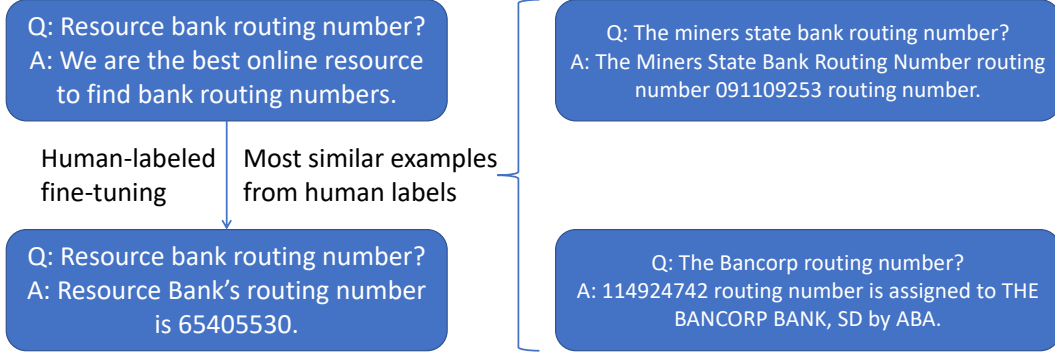 Q: Resource bank routing number?
A: We are the best online resource
to find bank routing numbers.
Human-labeled
fine-tuning
Most similar examples
from human labels
Q: Resource bank routing number?
A: Resource Bank's routing number
is 65405530.
Q: The miners state bank routing number?
A: The Miners State Bank Routing Number routing
number 091109253 routing number.
Q: The Bancorp routing number?
A: 114924742 routing number is assigned to THE
BANCORP BANK, SD by ABA.